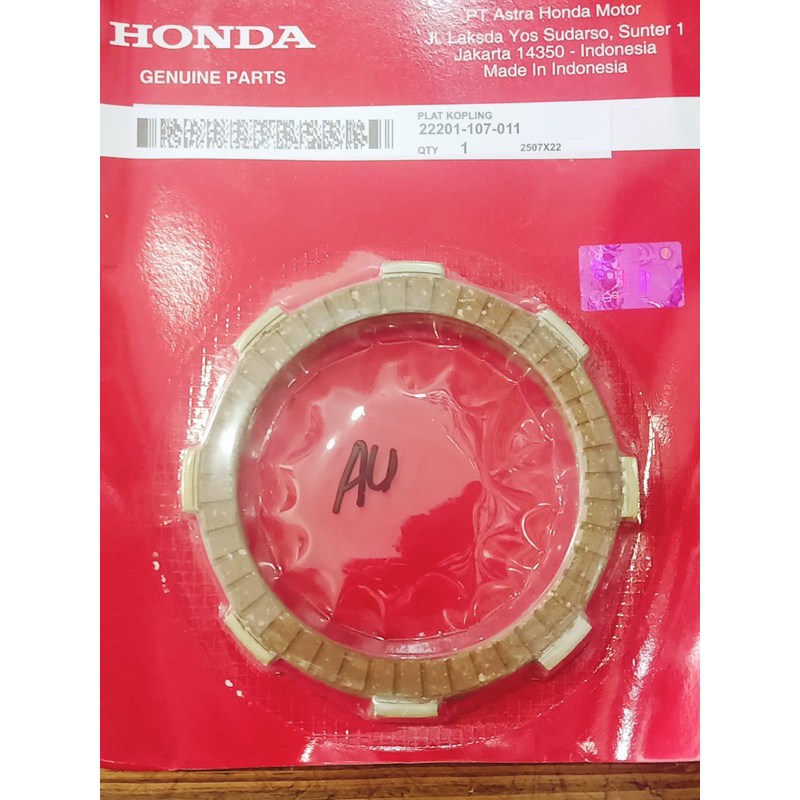 HONDA
GENUINE PARTS
PT Astra Honda Motor
Jl. Laksda Yos Sudarso, Sunter 1
Jakarta 14350 - Indonesia
Made In Indonesia
PLAT KOPLING
22201-107-011
QTY 1 2507X22
AU